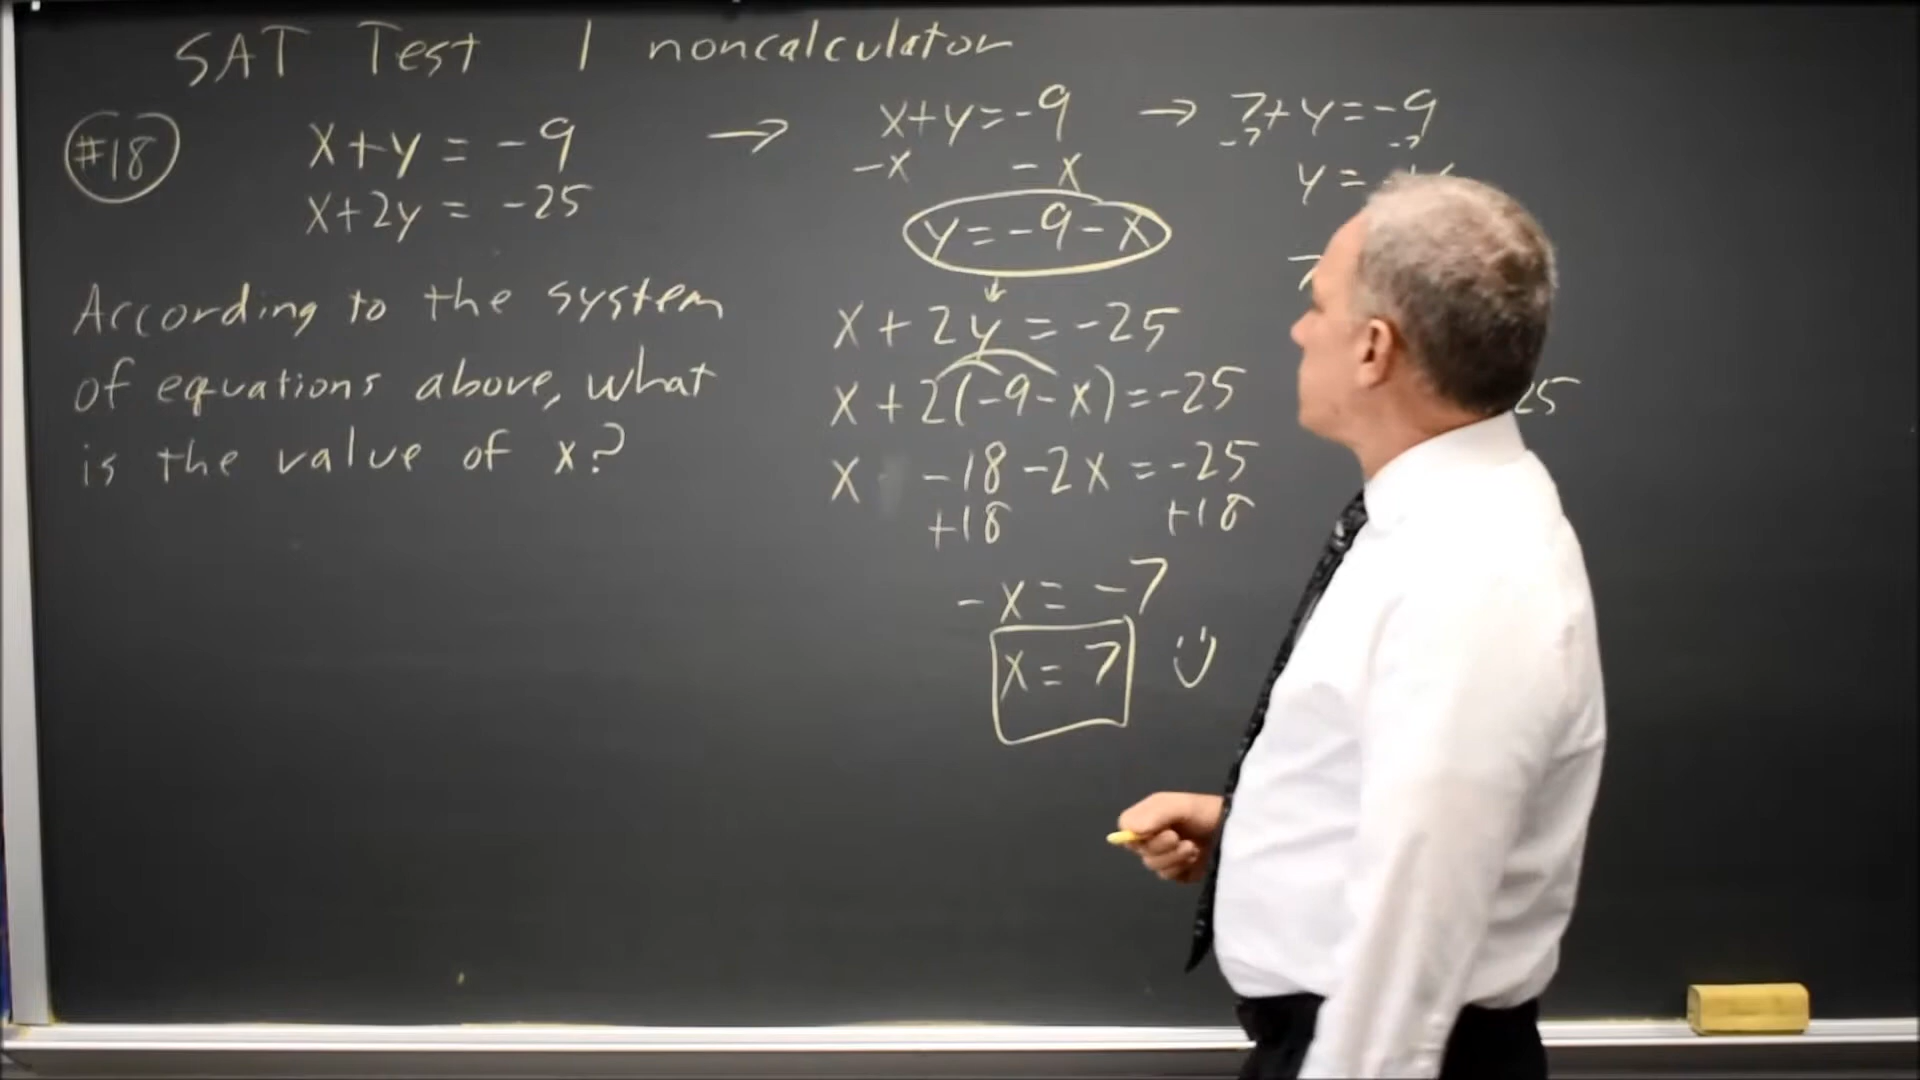 SAT Test 1 noncalculator
#18
x+y = -9
x+2y = -25
According to the system
of equations above, what
is the value of x?
→ x+y=-9
-x -x
y=-9-x
↓
x+2y=-25
x+2(-9-x)=-25
x -18-2x=-25
+18 +18
-x=-7
x=7
→ 7+y=-9
-7 -7
y=
7
25